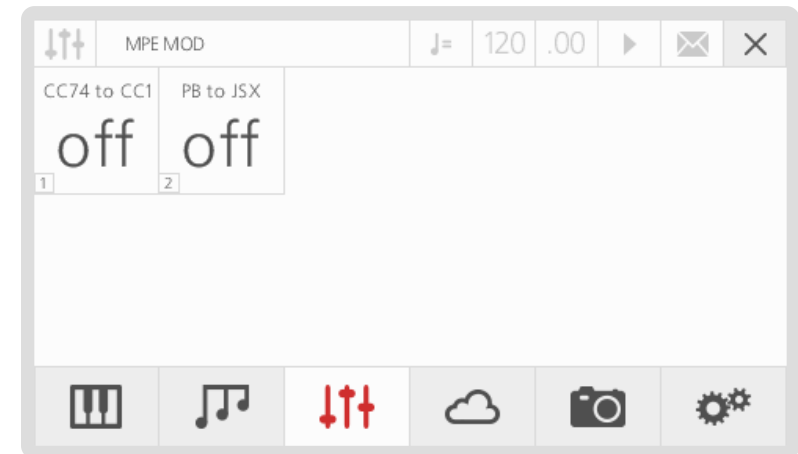 MPE MOD
♩= 120 .00
CC74 to CC1 PB to JSX
off off
1 2